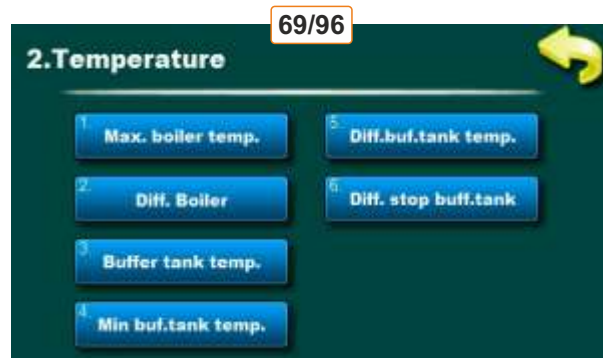 69/96
2.Temperature
1.
Max. boiler temp.
2.
Diff. Boiler
3.
Buffer tank temp.
4.
Min buf.tank temp.
5.
Diff.buf.tank temp.
6.
Diff. stop buff.tank